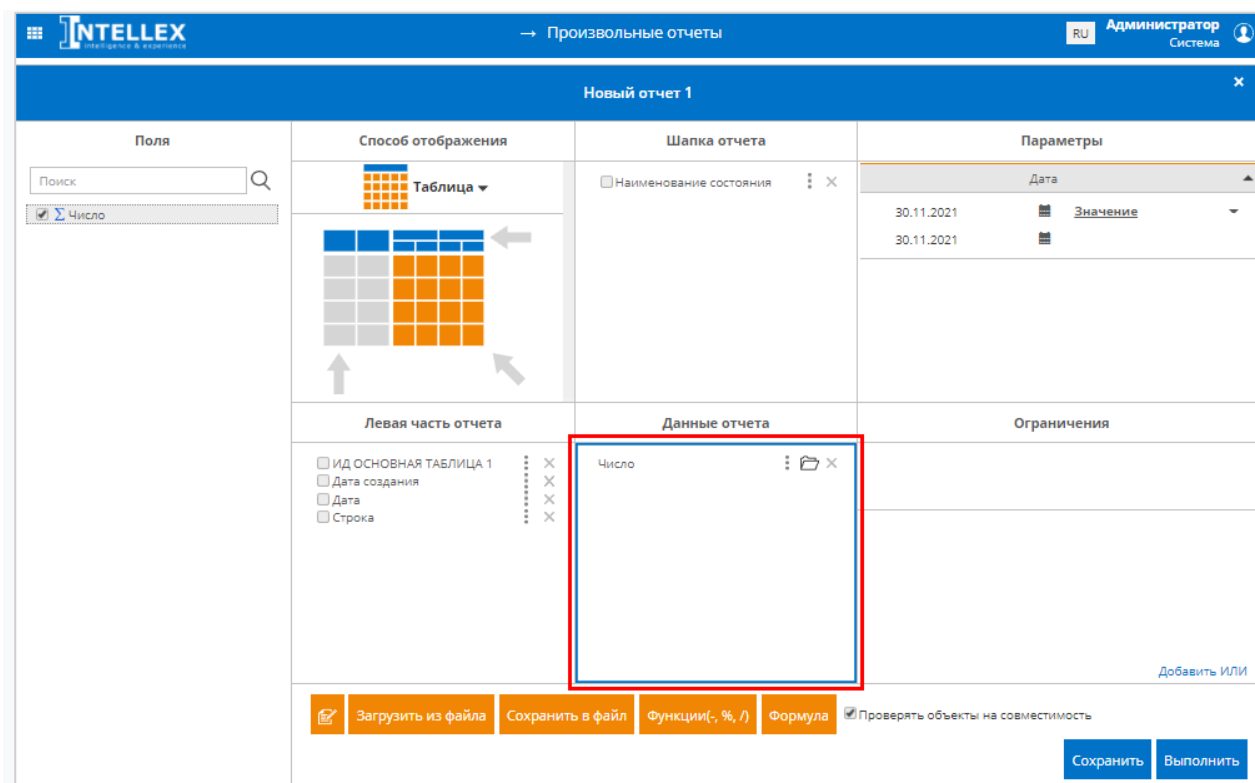 INTELLEX
intelligence & experience
→ Произвольные отчеты
RU
Администратор
Система
Новый отчет 1
Поля
Способ отображения
Шапка отчета
Параметры
Поиск
Σ Число
Таблица
Наименование состояния
Дата
30.11.2021
Значение
30.11.2021
Левая часть отчета
Данные отчета
Ограничения
ИД ОСНОВНАЯ ТАБЛИЦА 1
Дата создания
Дата
Строка
Число
Добавить ИЛИ
Загрузить из файла
Сохранить в файл
Функции(-, %, /)
Формула
Проверять объекты на совместимость
Сохранить
Выполнить